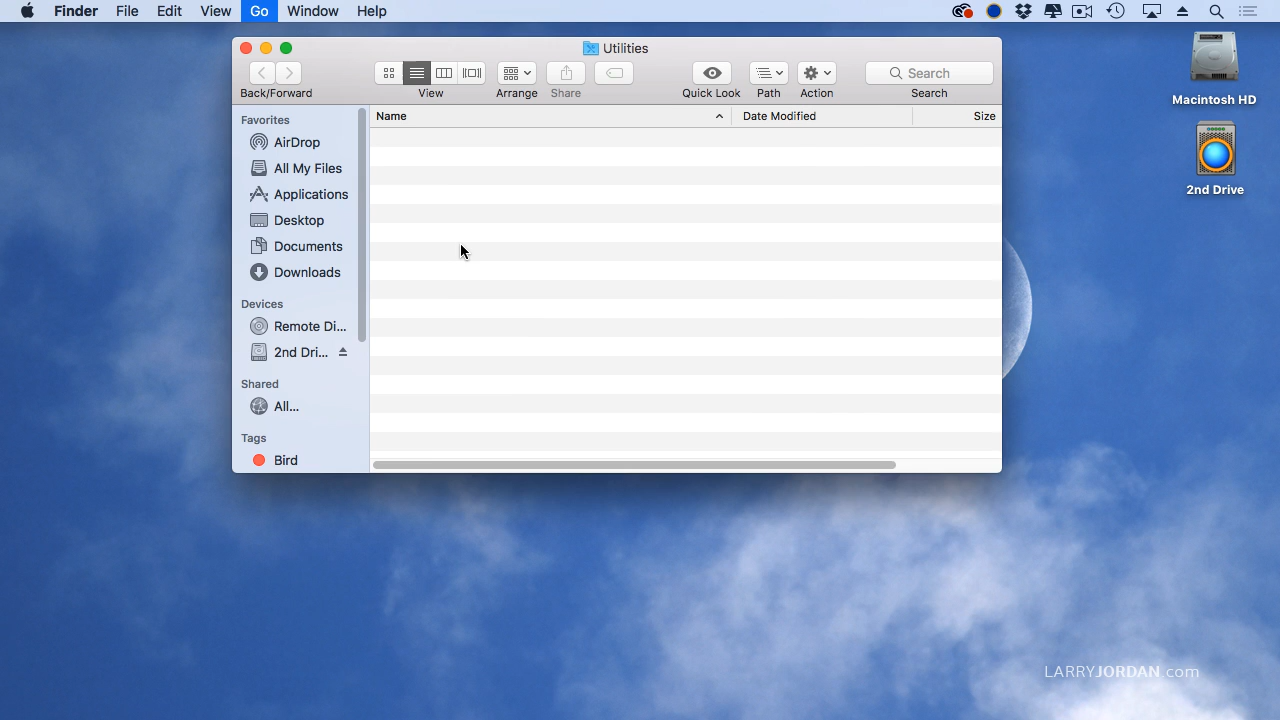 Finder File Edit View Go Window Help
Utilities
Search
Back/Forward View Arrange Share Quick Look Path Action Search
Name Date Modified Size
Favorites
AirDrop
All My Files
Applications
Desktop
Documents
Downloads
Devices
Remote Di...
2nd Dri...
Shared
All...
Tags
Bird
Macintosh HD
2nd Drive
LARRYJORDAN.com